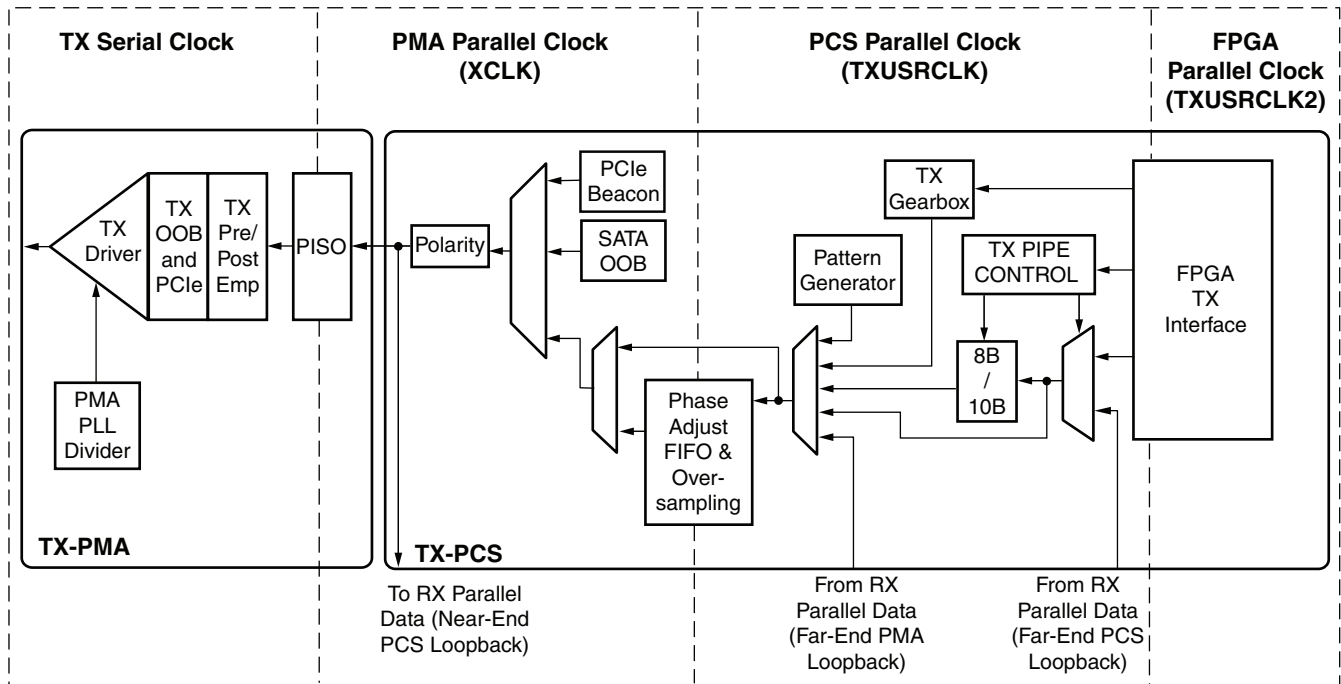 TX Serial Clock
PMA Parallel Clock
(XCLK)
PCS Parallel Clock
(TXUSRCLK)
FPGA
Parallel Clock
(TXUSRCLK2)
TX
Driver
TX
OOB
and
PCIe
TX
Pre/
Post
Emp
PISO
PMA
PLL
Divider
TX-PMA
Polarity
PCIe
Beacon
SATA
OOB
Phase
Adjust
FIFO &
Over-
sampling
Pattern
Generator
TX
Gearbox
TX PIPE
CONTROL
8B
/
10B
FPGA
TX
Interface
TX-PCS
To RX Parallel
Data (Near-End
PCS Loopback)
From RX
Parallel Data
(Far-End PMA
Loopback)
From RX
Parallel Data
(Far-End PCS
Loopback)